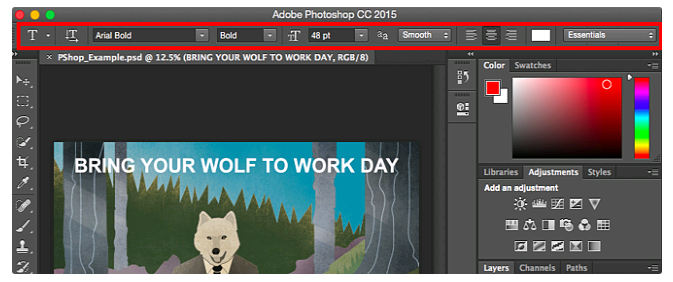 Adobe Photoshop CC 2015
T T Arial Bold Bold T 48 pt aa Smooth Essentials
× PShop_Example.psd @ 12.5% (BRING YOUR WOLF TO WORK DAY, RGB/8)
Color Swatches
BRING YOUR WOLF TO WORK DAY
Libraries Adjustments Styles
Add an adjustment
Layers Channels Paths